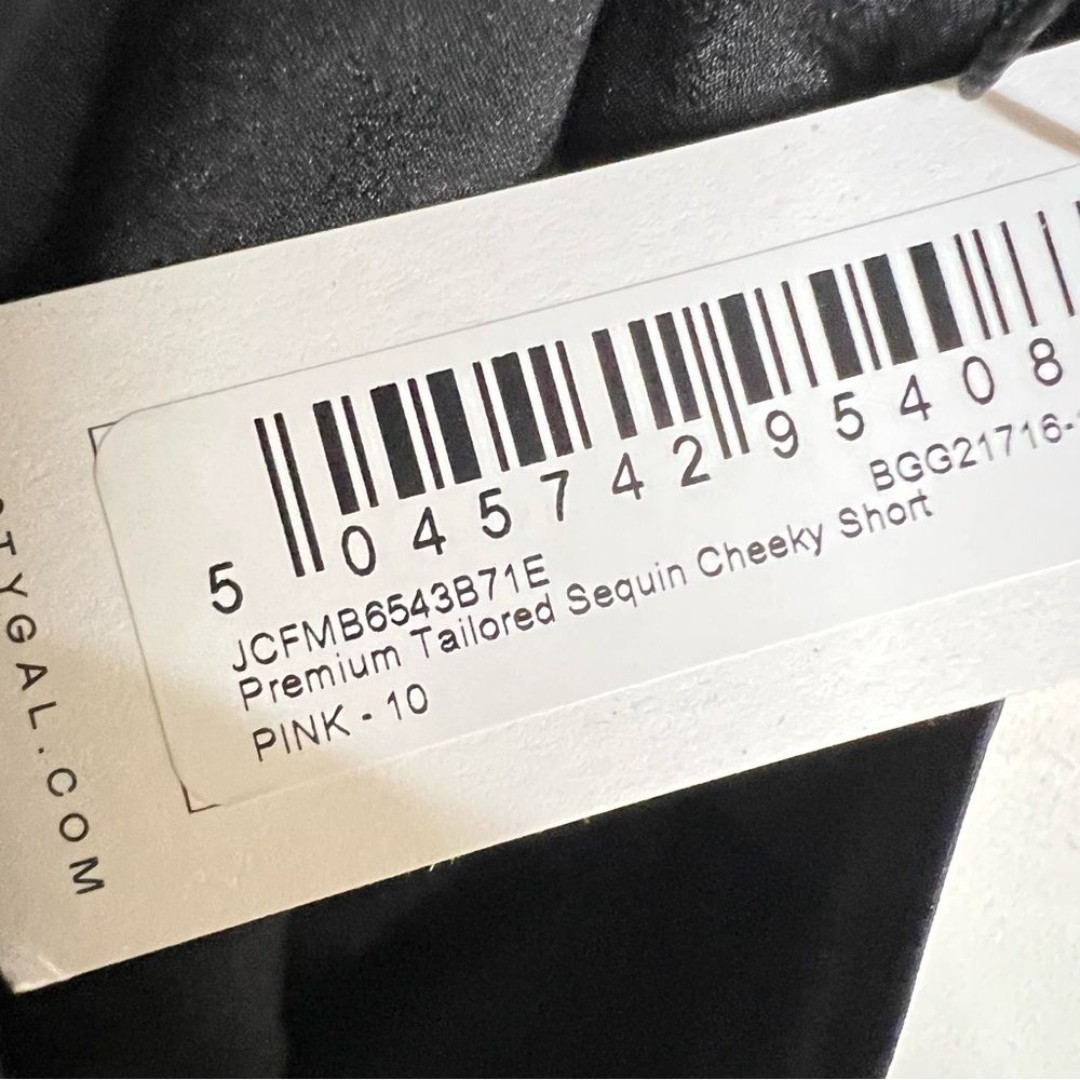 TYGAL.COM
5 045742 95408
BGG21716-
JCFMB6543B71E
Premium Tailored Sequin Cheeky Short
PINK - 10